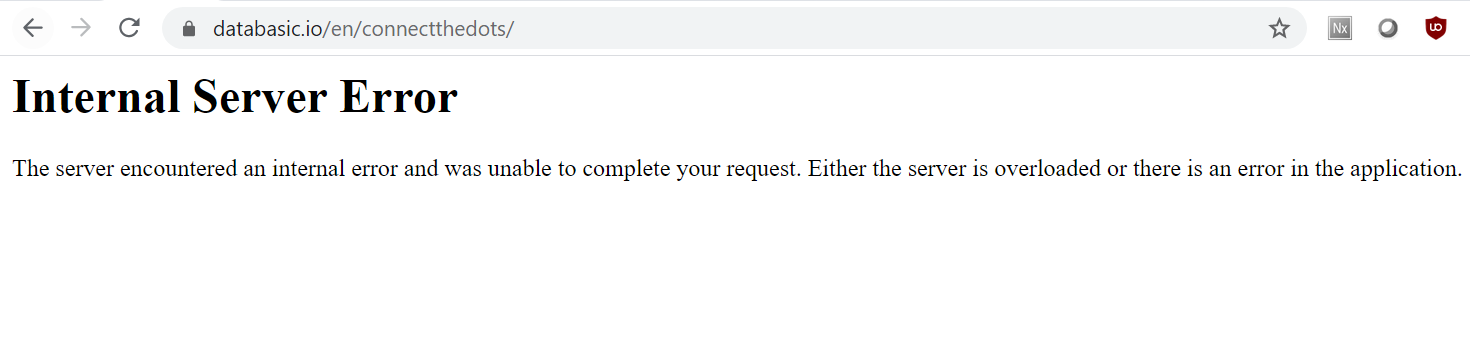 databasic.io/en/connectthedots/
Nx
uo
Internal Server Error
The server encountered an internal error and was unable to complete your request. Either the server is overloaded or there is an error in the application.